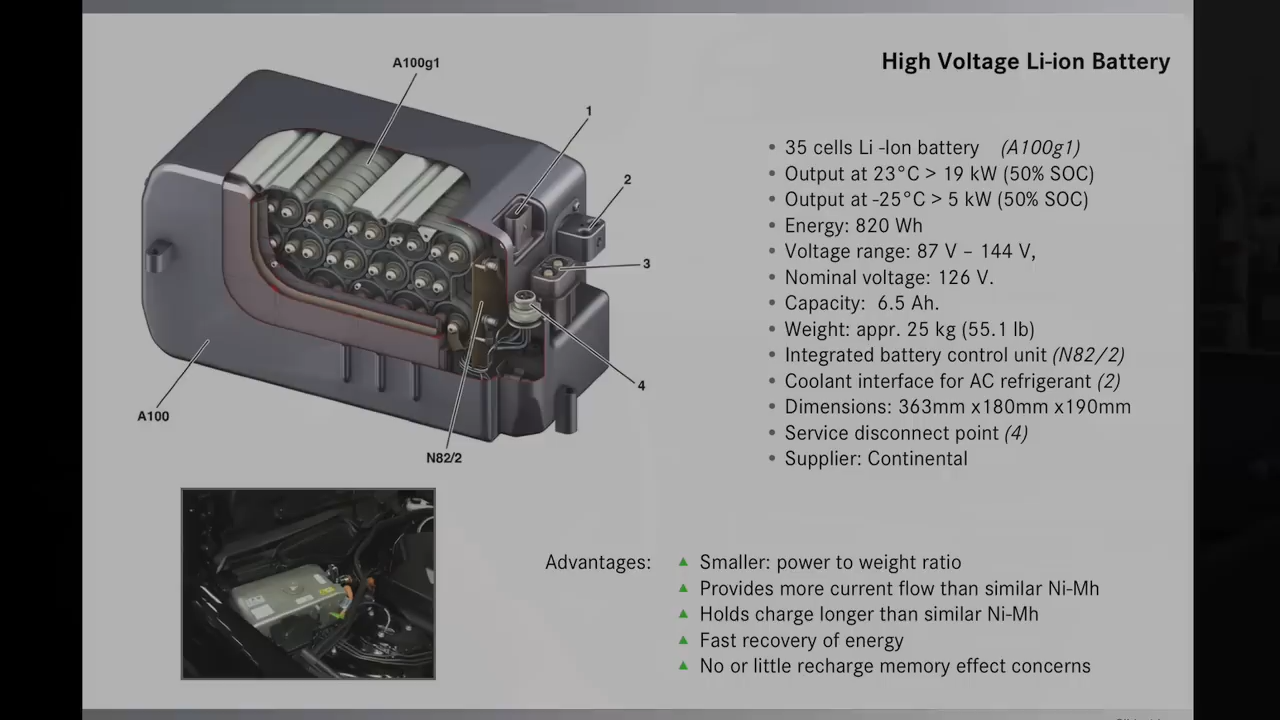 High Voltage Li-ion Battery
A100g1
1
2
3
4
A100
N82/2
• 35 cells Li -Ion battery (A100g1)
• Output at 23°C > 19 kW (50% SOC)
• Output at -25°C > 5 kW (50% SOC)
• Energy: 820 Wh
• Voltage range: 87 V – 144 V,
• Nominal voltage: 126 V.
• Capacity: 6.5 Ah.
• Weight: appr. 25 kg (55.1 lb)
• Integrated battery control unit (N82/2)
• Coolant interface for AC refrigerant (2)
• Dimensions: 363mm x180mm x190mm
• Service disconnect point (4)
• Supplier: Continental
Advantages: ▲ Smaller: power to weight ratio
▲ Provides more current flow than similar Ni-Mh
▲ Holds charge longer than similar Ni-Mh
▲ Fast recovery of energy
▲ No or little recharge memory effect concerns